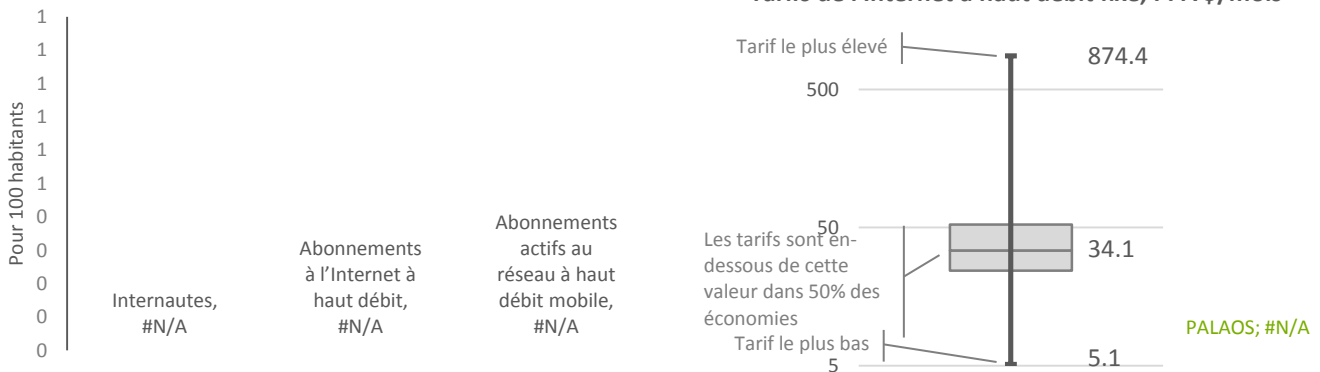 Tarifs de l'Internet à haut débit fixe, PPA $/mois
Pour 100 habitants
1
1
1
1
1
1
0
0
0
0
0
Internautes,
#N/A
Abonnements
à l’Internet à
haut débit,
#N/A
Abonnements
actifs au
réseau à haut
débit mobile,
#N/A
Tarif le plus élevé
874.4
500
50
Les tarifs sont en-
dessous de cette
valeur dans 50% des
économies
34.1
PALAOS; #N/A
Tarif le plus bas
5.1
5